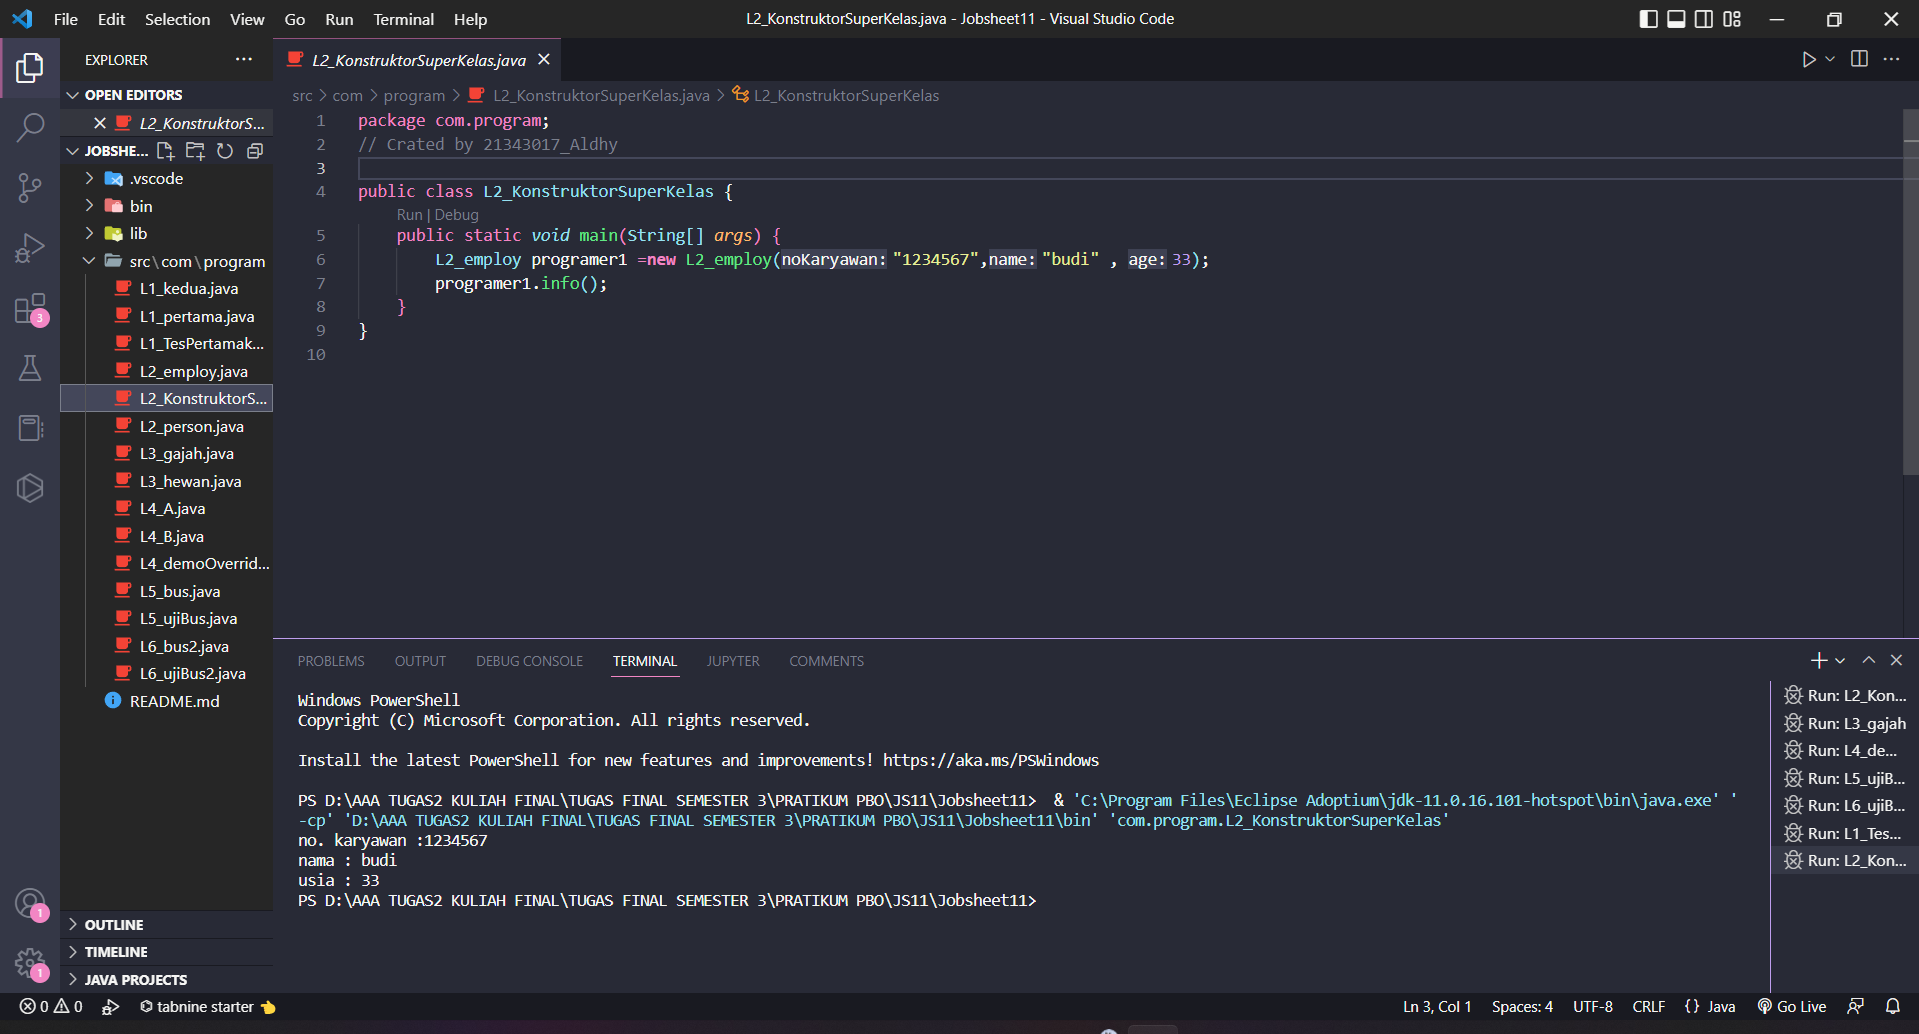 File Edit Selection View Go Run Terminal Help
L2_KonstruktorSuperKelas.java - Jobsheet11 - Visual Studio Code
EXPLORER
OPEN EDITORS
L2_KonstruktorS...
JOBSHE...
.vscode
bin
lib
src\com\program
L1_kedua.java
L1_pertama.java
L1_TesPertamak...
L2_employ.java
L2_KonstruktorS...
L2_person.java
L3_gajah.java
L3_hewan.java
L4_A.java
L4_B.java
L4_demoOverrid...
L5_bus.java
L5_ujiBus.java
L6_bus2.java
L6_ujiBus2.java
README.md
OUTLINE
TIMELINE
JAVA PROJECTS
3
1
1
L2_KonstruktorSuperKelas.java
src > com > program > L2_KonstruktorSuperKelas.java > L2_KonstruktorSuperKelas
1 package com.program;
2 // Crated by 21343017_Aldhy
3
4 public class L2_KonstruktorSuperKelas {
Run | Debug
5 public static void main(String[] args) {
6 L2_employ programer1 =new L2_employ(noKaryawan: "1234567",name: "budi" , age: 33);
7 programer1.info();
8 }
9 }
10
PROBLEMS OUTPUT DEBUG CONSOLE TERMINAL JUPYTER COMMENTS
Windows PowerShell
Copyright (C) Microsoft Corporation. All rights reserved.
Install the latest PowerShell for new features and improvements! https://aka.ms/PSWindows
PS D:\AAA TUGAS2 KULIAH FINAL\TUGAS FINAL SEMESTER 3\PRATIKUM PBO\JS11\Jobsheet11>  & 'C:\Program Files\Eclipse Adoptium\jdk-11.0.16.101-hotspot\bin\java.exe' '
-cp' 'D:\AAA TUGAS2 KULIAH FINAL\TUGAS FINAL SEMESTER 3\PRATIKUM PBO\JS11\Jobsheet11\bin' 'com.program.L2_KonstruktorSuperKelas'
no. karyawan :1234567
nama : budi
usia : 33
PS D:\AAA TUGAS2 KULIAH FINAL\TUGAS FINAL SEMESTER 3\PRATIKUM PBO\JS11\Jobsheet11>
Run: L2_Kon...
Run: L3_gajah
Run: L4_de...
Run: L5_ujiB...
Run: L6_ujiB...
Run: L1_Tes...
Run: L2_Kon...
0 0 tabnine starter
Ln 3, Col 1 Spaces: 4 UTF-8 CRLF {} Java Go Live